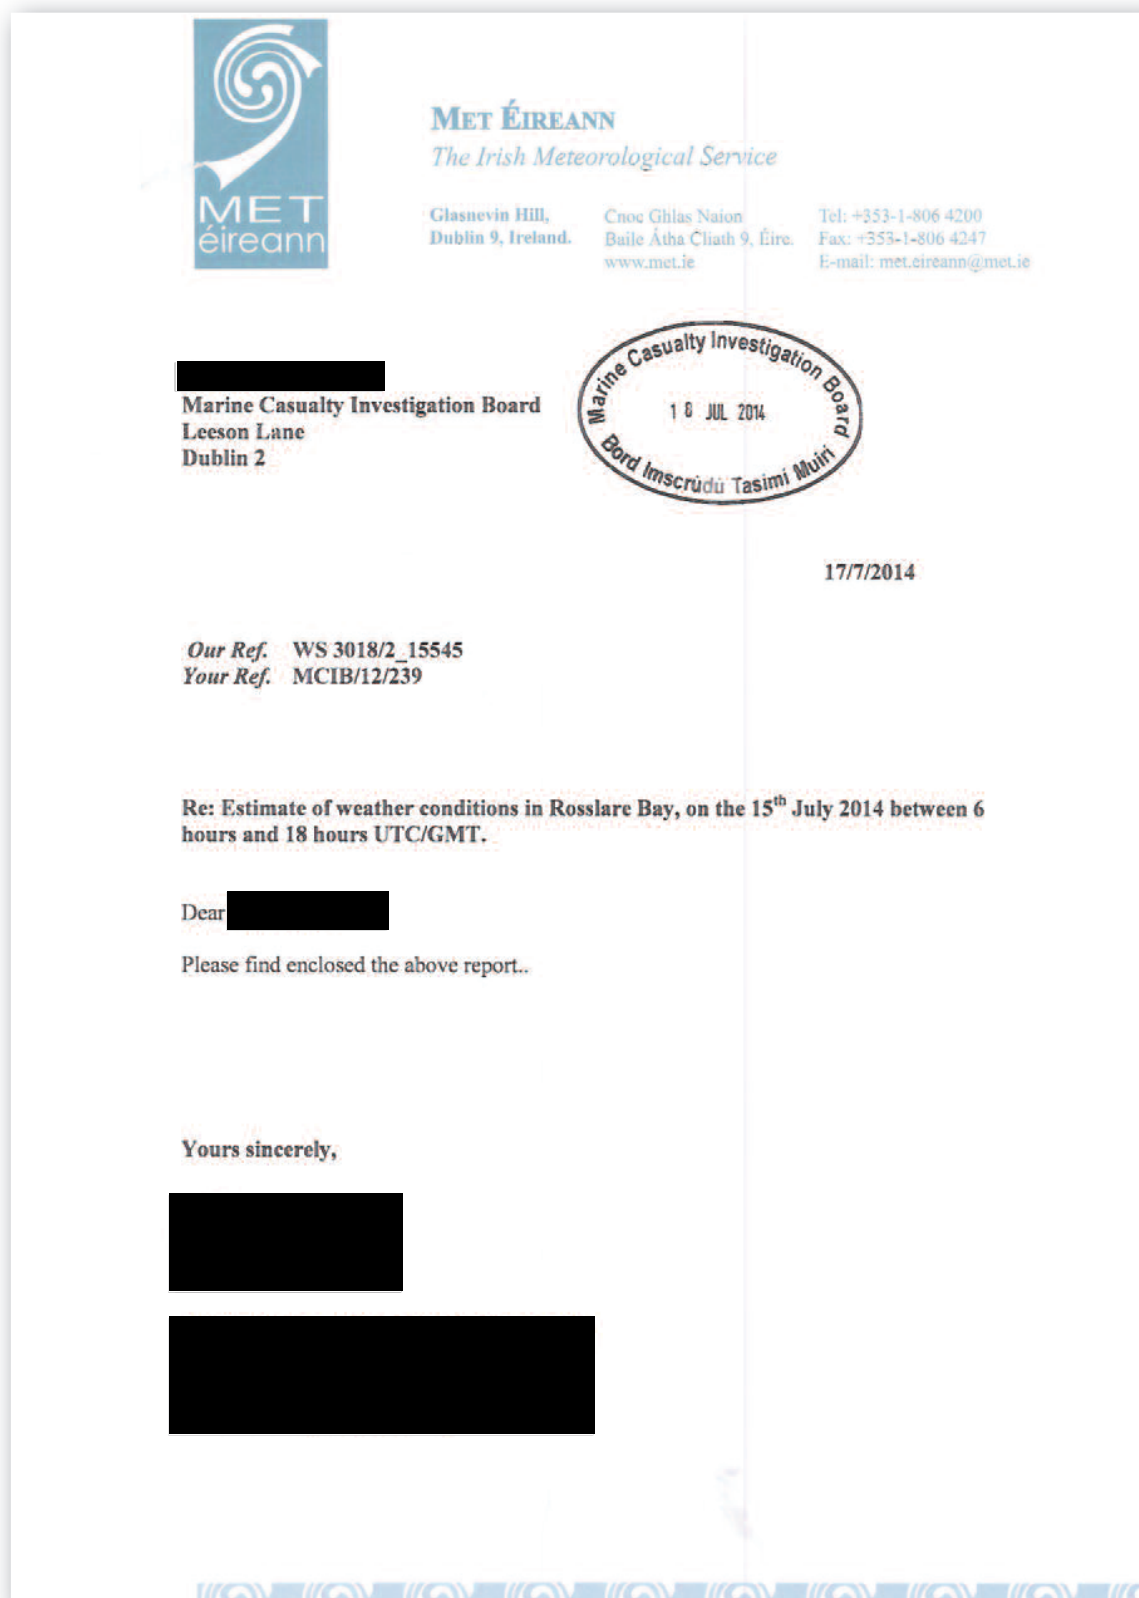 MET
éireann
MET ÉIREANN
The Irish Meteorological Service
Glasnevin Hill,
Dublin 9, Ireland.
Cnoc Ghlas Naíon
Baile Átha Cliath 9, Éire.
www.met.ie
Tel: +353-1-806 4200
Fax: +353-1-806 4247
E-mail: met.eireann@met.ie
Marine Casualty Investigation Board
18 JUL 2014
Bord Imscrúdú Tasimí Muirí
Marine Casualty Investigation Board
Leeson Lane
Dublin 2
17/7/2014
Our Ref. WS 3018/2_15545
Your Ref. MCIB/12/239
Re: Estimate of weather conditions in Rosslare Bay, on the 15th July 2014 between 6
hours and 18 hours UTC/GMT.
Dear
Please find enclosed the above report..
Yours sincerely,